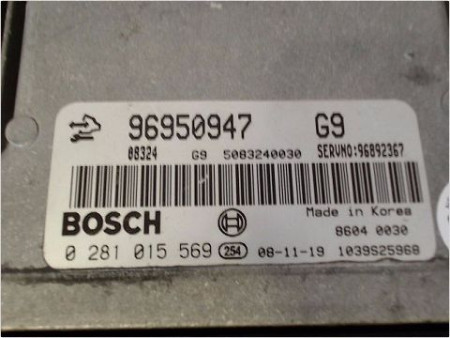 96950947 G9
08324 G9 5083240030 SERVNO:96892367
BOSCH Made in Korea
8604 0030
0 281 015 569 254 08-11-19 1039S25968